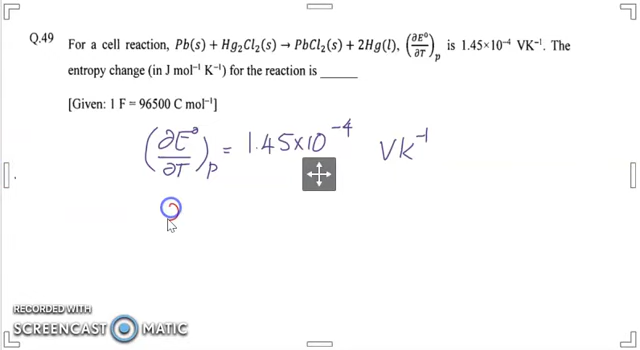 Q.49 For a cell reaction, Pb(s) + Hg₂Cl₂(s) → PbCl₂(s) + 2Hg(l), (∂E⁰/∂T)ₚ is 1.45×10⁻⁴ VK⁻¹. The
entropy change (in J mol⁻¹ K⁻¹) for the reaction is ______
[Given: 1 F = 96500 C mol⁻¹]
(∂E⁰/∂T)ₚ = 1.45×10⁻⁴ VK⁻¹
RECORDED WITH
SCREENCAST MATIC